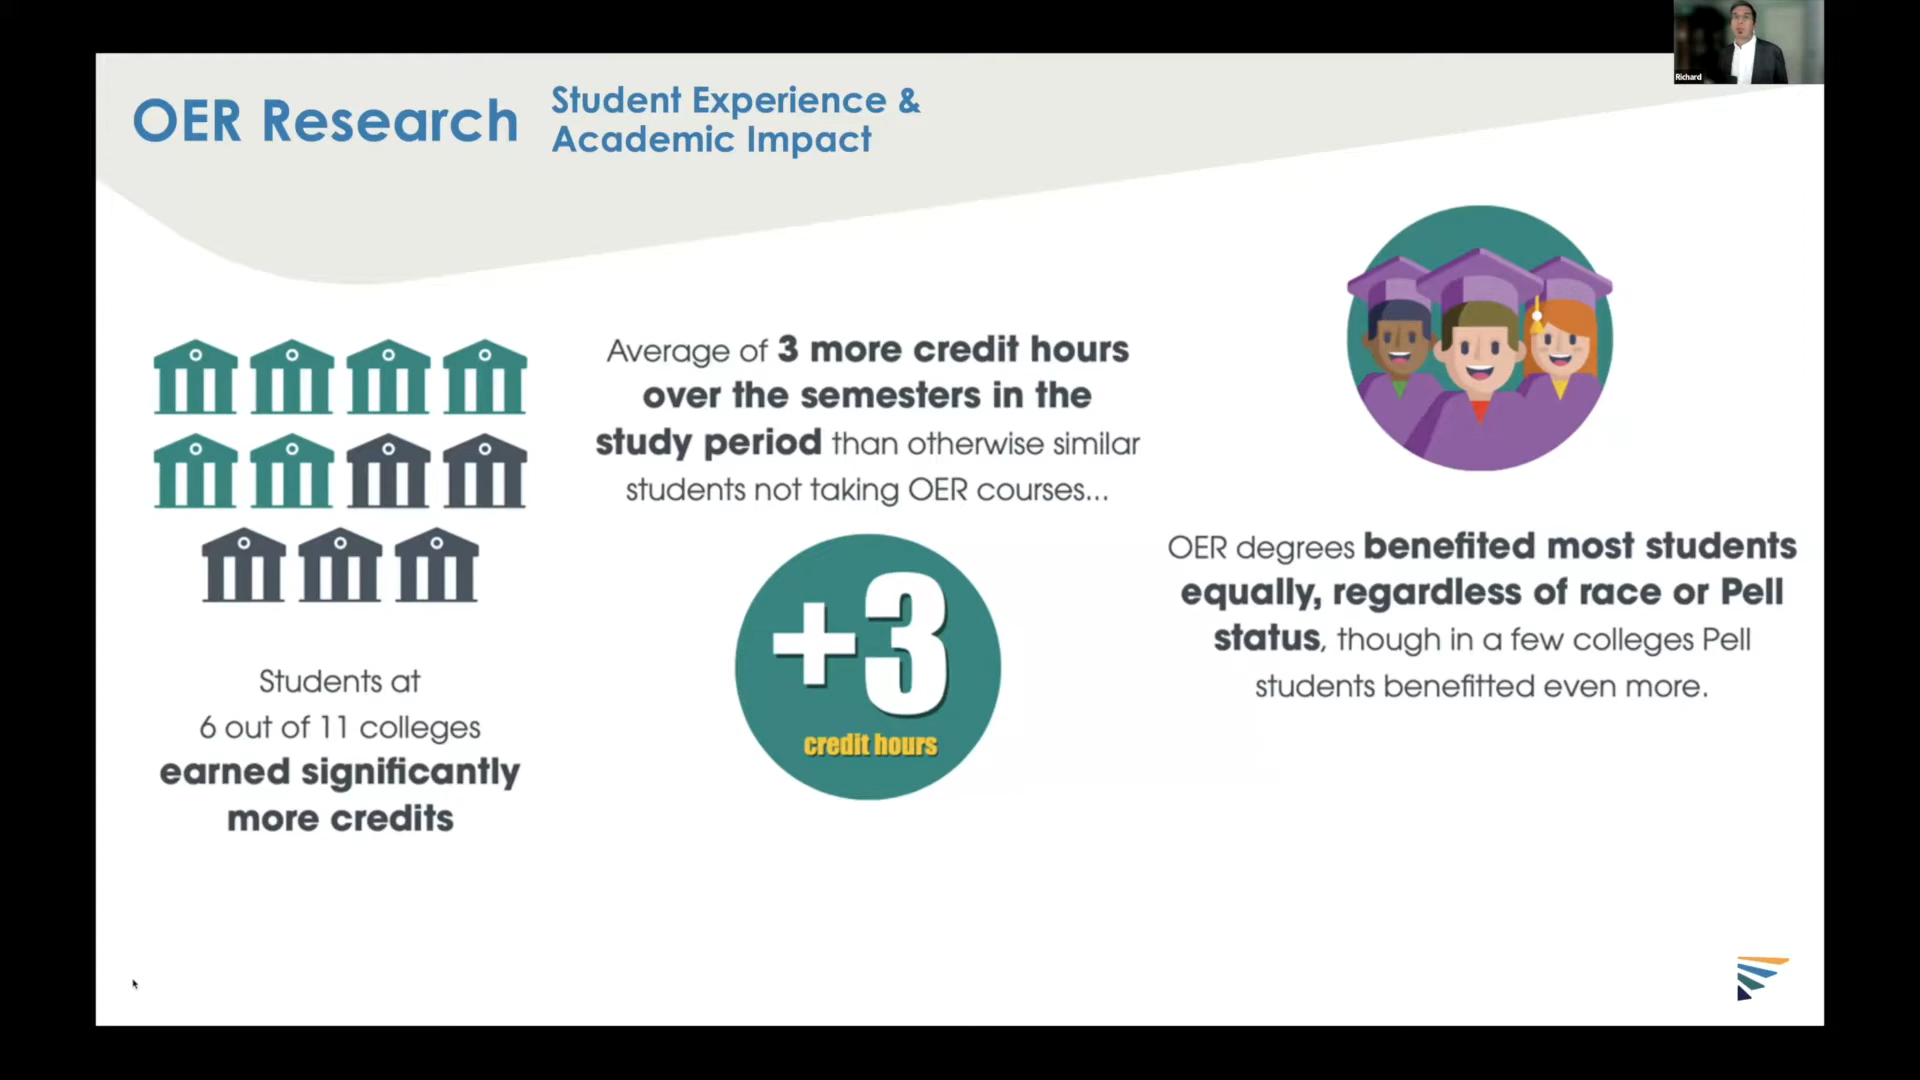 OER Research
Student Experience &
Academic Impact
Richard
Students at
6 out of 11 colleges
earned significantly
more credits
Average of 3 more credit hours
over the semesters in the
study period than otherwise similar
students not taking OER courses...
+3
credit hours
OER degrees benefited most students
equally, regardless of race or Pell
status, though in a few colleges Pell
students benefitted even more.